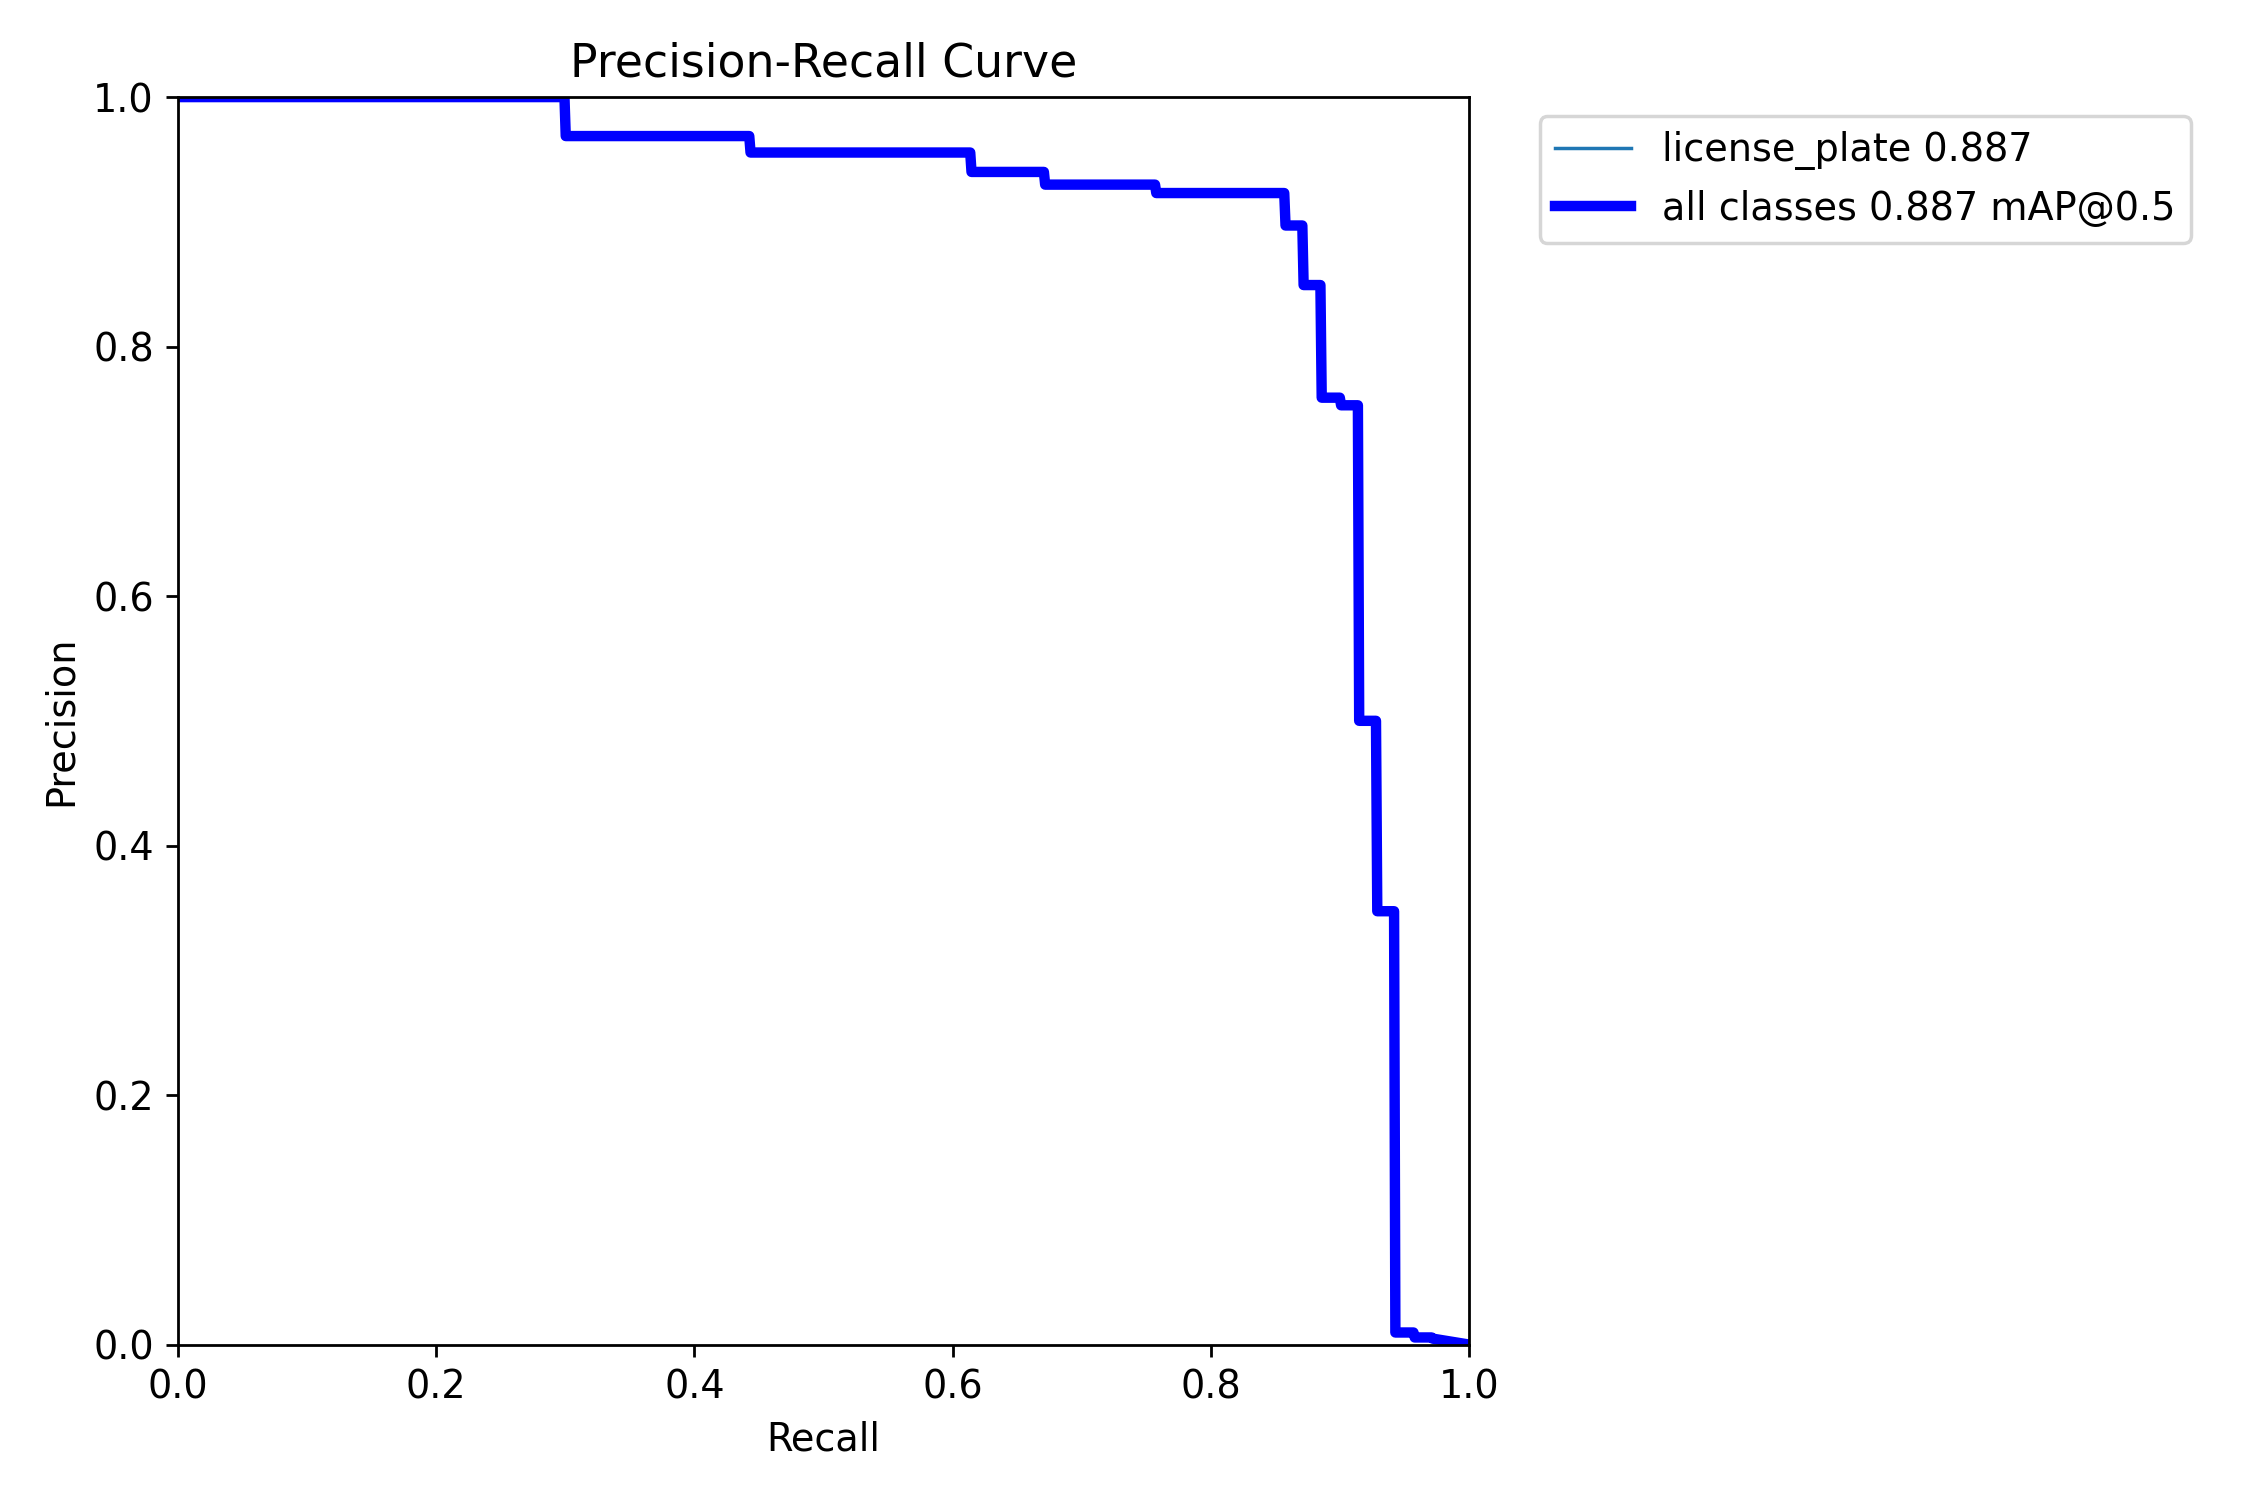 Precision-Recall Curve
1.0
0.8
0.6
0.4
0.2
0.0
Precision
0.0 0.2 0.4 0.6 0.8 1.0
Recall
license_plate 0.887
all classes 0.887 mAP@0.5